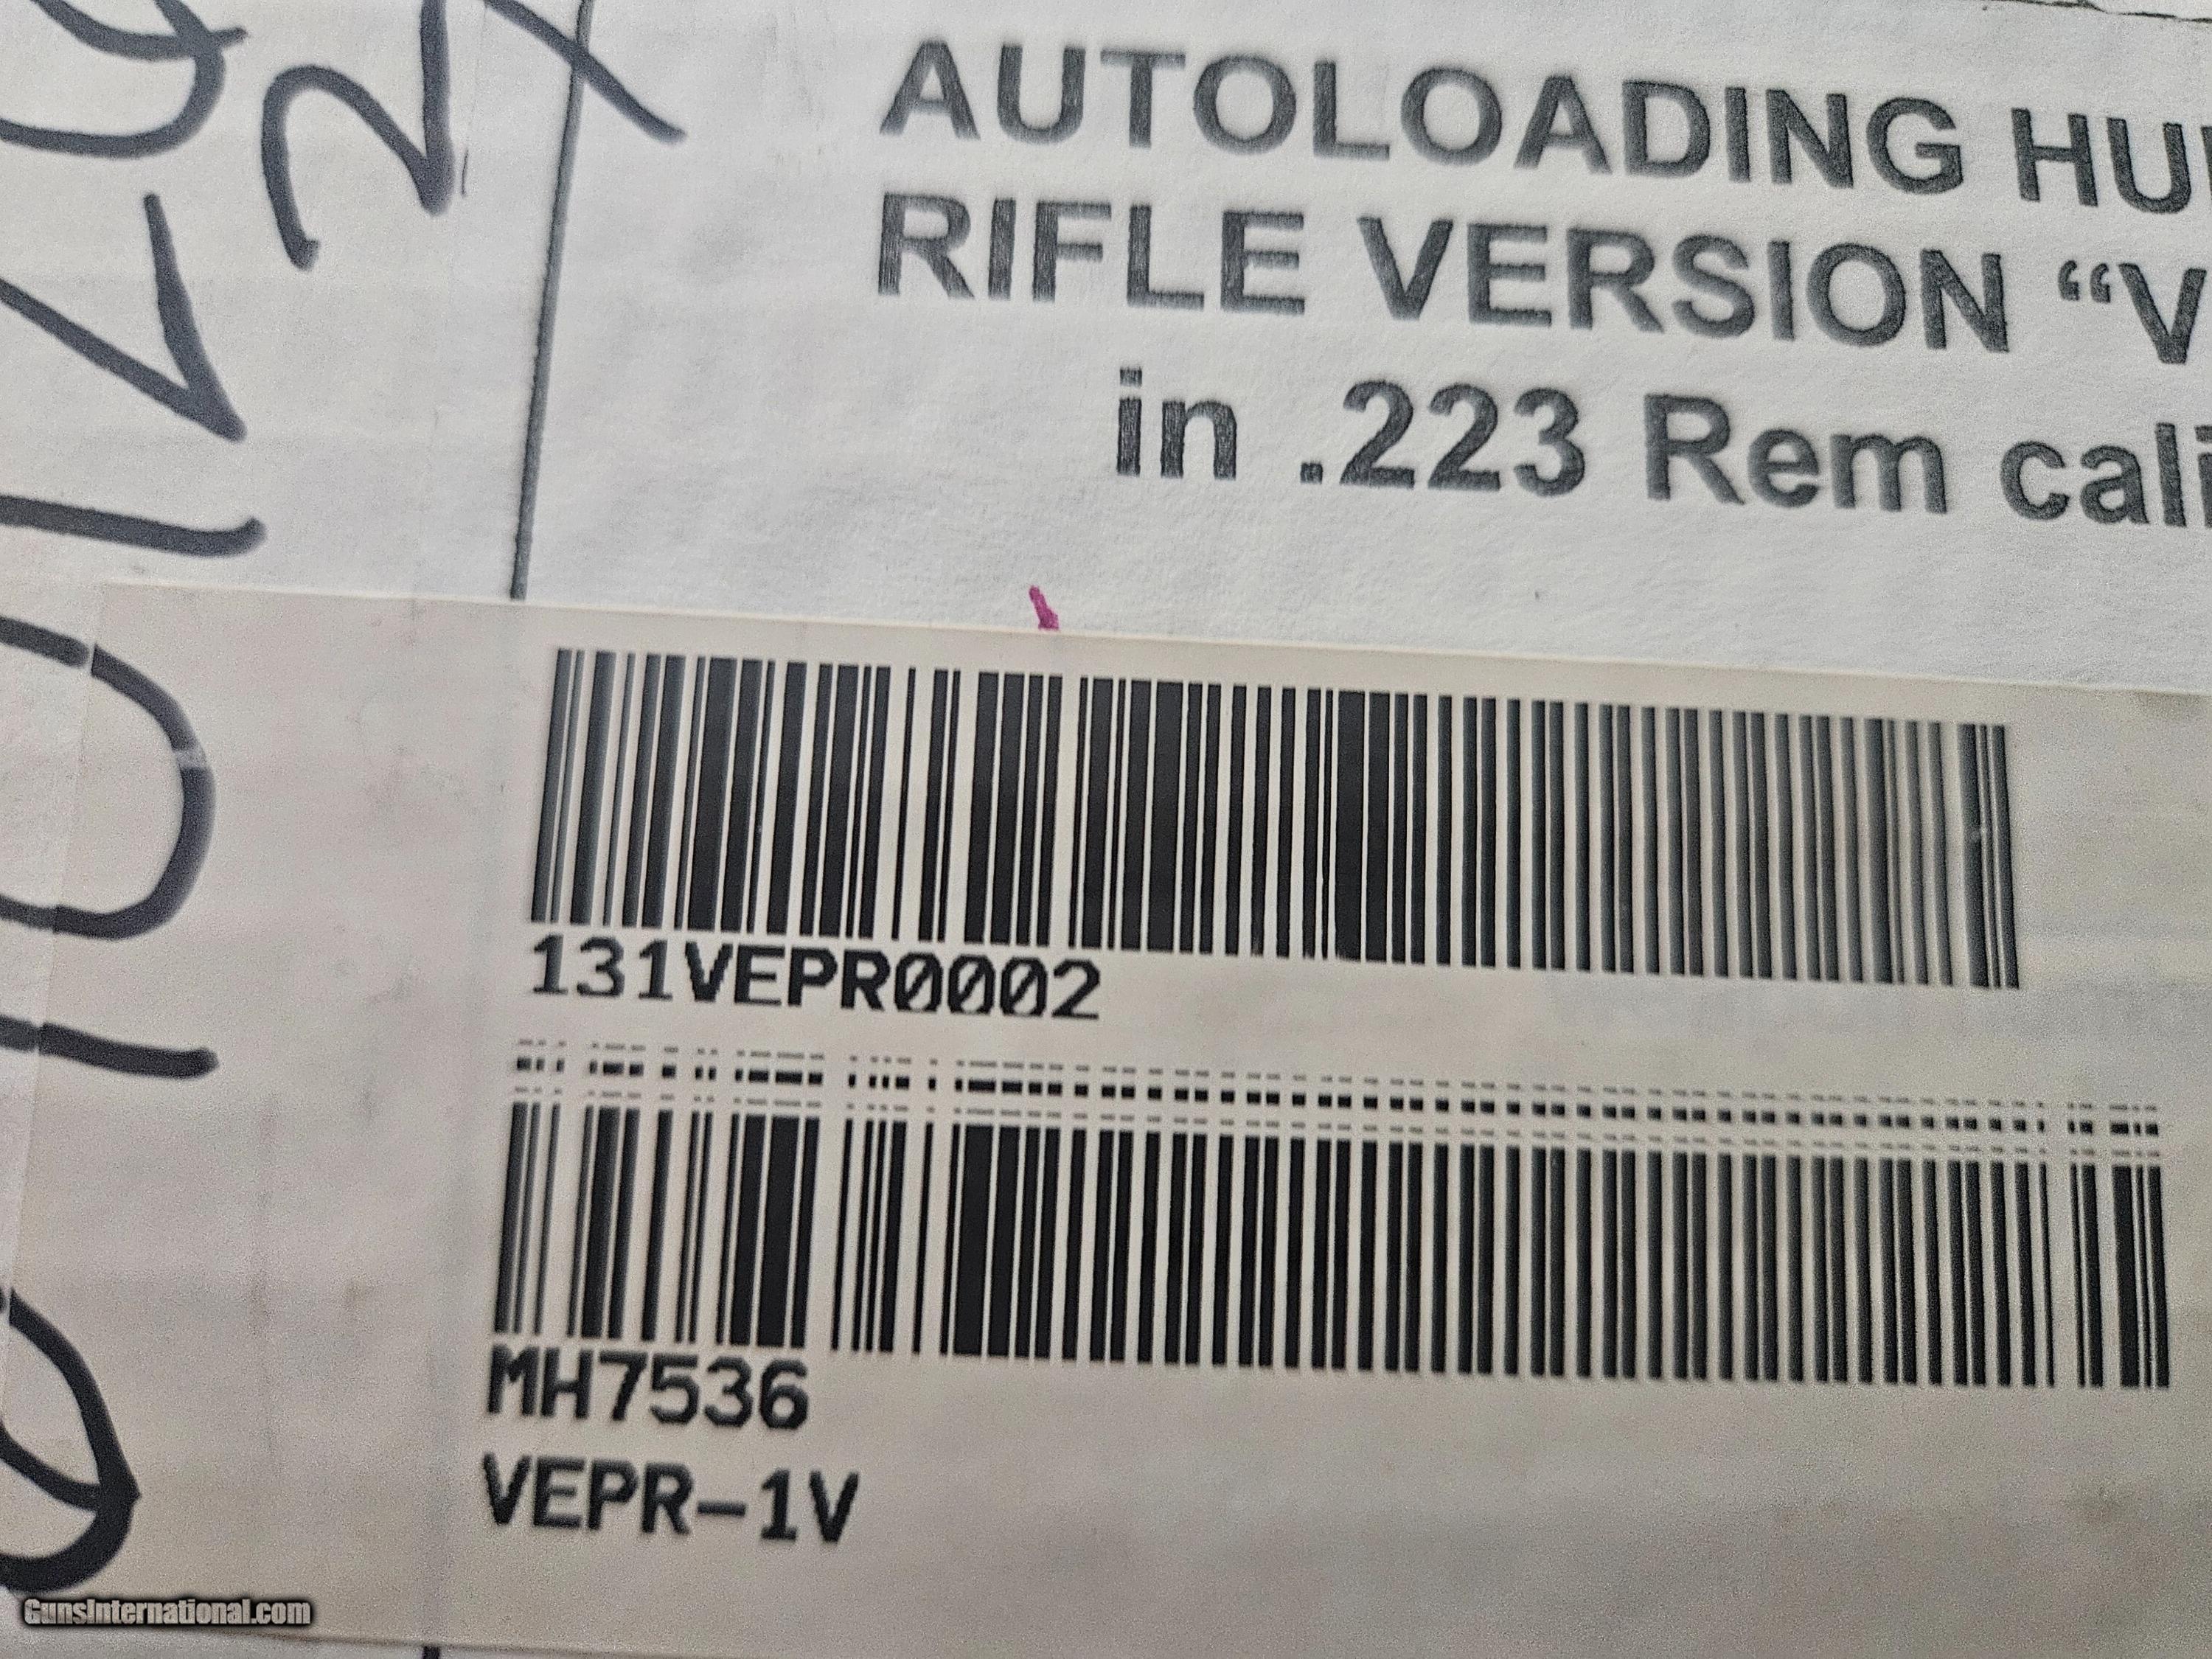 AUTOLOADING HU
RIFLE VERSION “V
in .223 Rem cali
131VEPR0002
MH7536
VEPR-1V
GunsInternational.com